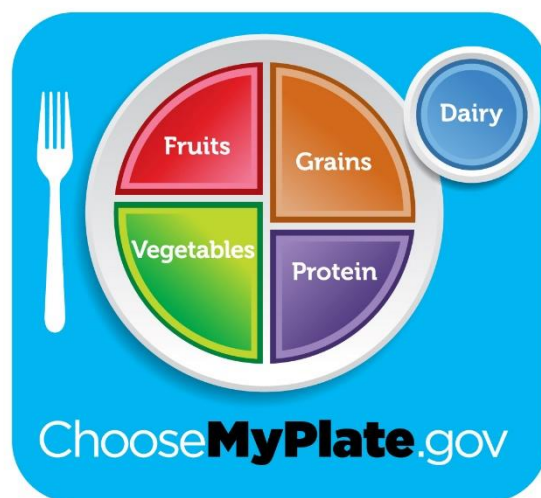 Fruits
Grains
Dairy
Vegetables
Protein
ChooseMyPlate.gov